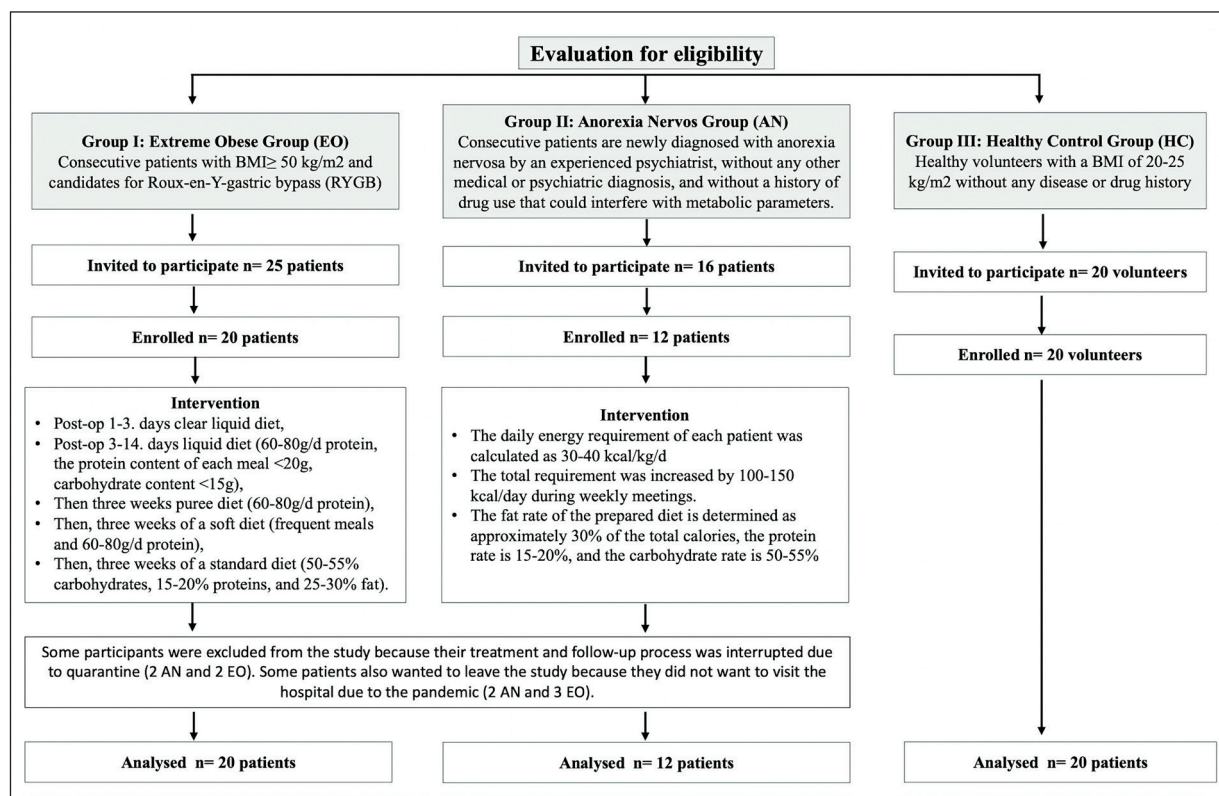 Evaluation for eligibility
Group I: Extreme Obese Group (EO)
Consecutive patients with BMI≥ 50 kg/m2 and
candidates for Roux-en-Y-gastric bypass (RYGB)
Invited to participate n= 25 patients
Enrolled n= 20 patients
Intervention
• Post-op 1-3. days clear liquid diet,
• Post-op 3-14. days liquid diet (60-80g/d protein,
the protein content of each meal <20g,
carbohydrate content <15g),
• Then three weeks puree diet (60-80g/d protein),
• Then, three weeks of a soft diet (frequent meals
and 60-80g/d protein),
• Then, three weeks of a standard diet (50-55%
carbohydrates, 15-20% proteins, and 25-30% fat).
Group II: Anorexia Nervos Group (AN)
Consecutive patients are newly diagnosed with anorexia
nervosa by an experienced psychiatrist, without any other
medical or psychiatric diagnosis, and without a history of
drug use that could interfere with metabolic parameters.
Invited to participate n= 16 patients
Enrolled n= 12 patients
Intervention
• The daily energy requirement of each patient was
calculated as 30-40 kcal/kg/d
• The total requirement was increased by 100-150
kcal/day during weekly meetings.
• The fat rate of the prepared diet is determined as
approximately 30% of the total calories, the protein
rate is 15-20%, and the carbohydrate rate is 50-55%
Group III: Healthy Control Group (HC)
Healthy volunteers with a BMI of 20-25
kg/m2 without any disease or drug history
Invited to participate n= 20 volunteers
Enrolled n= 20 volunteers
Some participants were excluded from the study because their treatment and follow-up process was interrupted due
to quarantine (2 AN and 2 EO). Some patients also wanted to leave the study because they did not want to visit the
hospital due to the pandemic (2 AN and 3 EO).
Analysed n= 20 patients
Analysed n= 12 patients
Analysed n= 20 patients